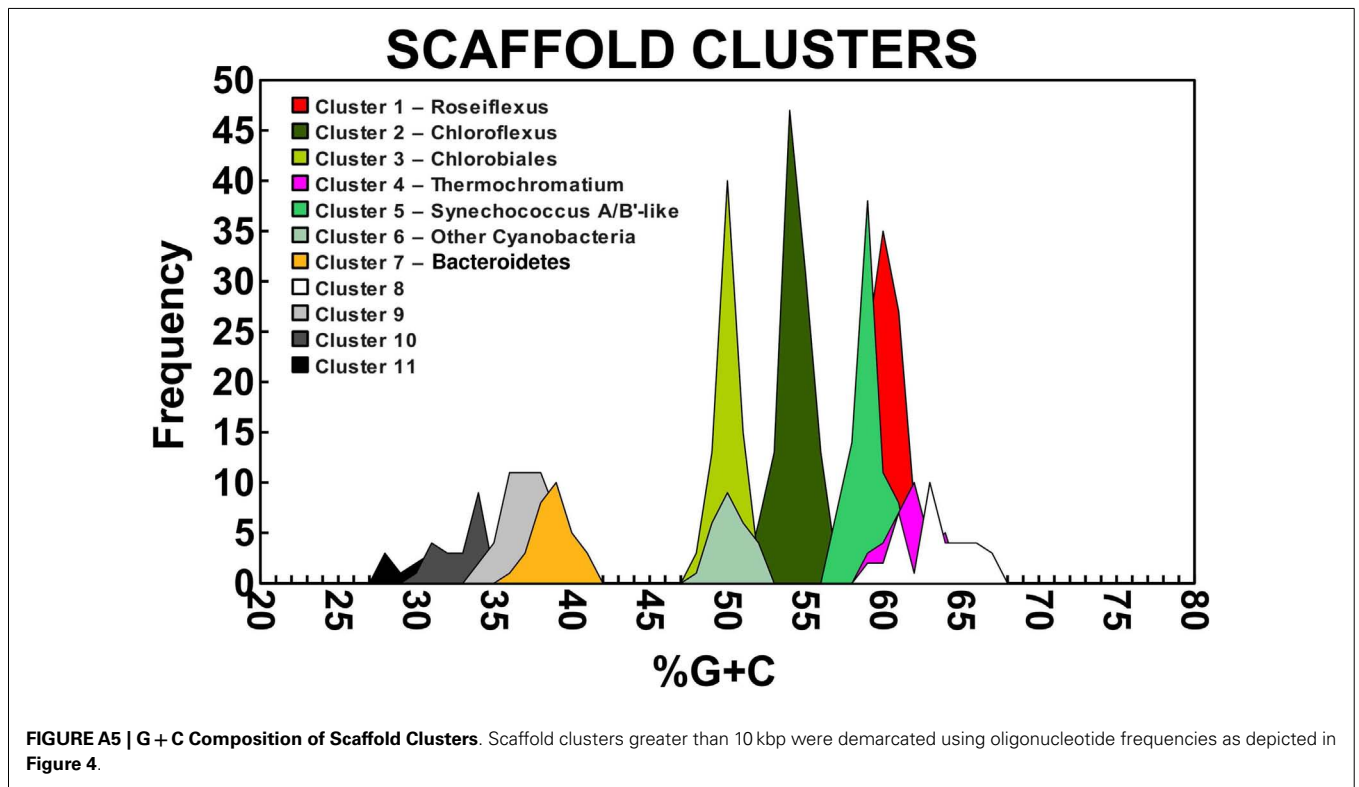 SCAFFOLD CLUSTERS
50
45
40
35
30
25
20
15
10
5
0
Frequency
Cluster 1 – Roseiflexus
Cluster 2 – Chloroflexus
Cluster 3 – Chlorobiales
Cluster 4 – Thermochromatium
Cluster 5 – Synechococcus A/B'-like
Cluster 6 – Other Cyanobacteria
Cluster 7 – Bacteroidetes
Cluster 8
Cluster 9
Cluster 10
Cluster 11
20 25 30 35 40 45 50 55 60 65 70 75 80
%G+C
FIGURE A5 | G + C Composition of Scaffold Clusters. Scaffold clusters greater than 10 kbp were demarcated using oligonucleotide frequencies as depicted in
Figure 4.